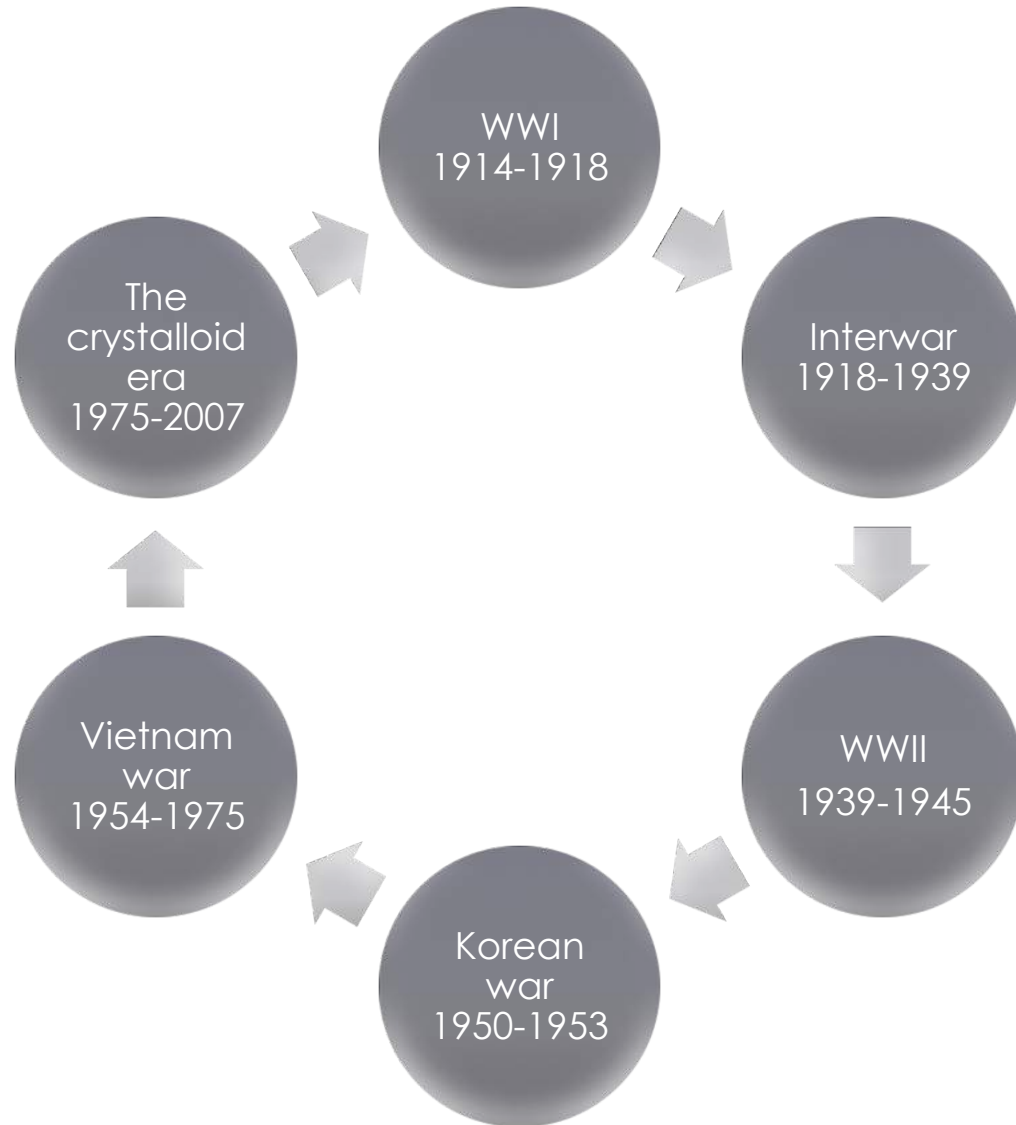 WWI
1914-1918
Interwar
1918-1939
WWII
1939-1945
Korean
war
1950-1953
Vietnam
war
1954-1975
The
crystalloid
era
1975-2007